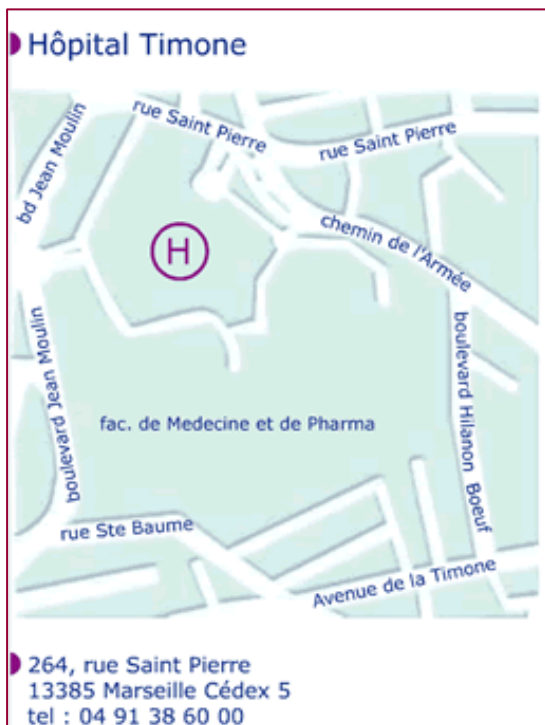 Hôpital Timone
rue Saint Pierre
rue Saint Pierre
bd Jean Moulin
chemin de l'Armée
H
boulevard Jean Moulin
boulevard Hilanon Boeuf
fac. de Medecine et de Pharma
rue Ste Baume
Avenue de la Timone
264, rue Saint Pierre
13385 Marseille Cédex 5
tel : 04 91 38 60 00